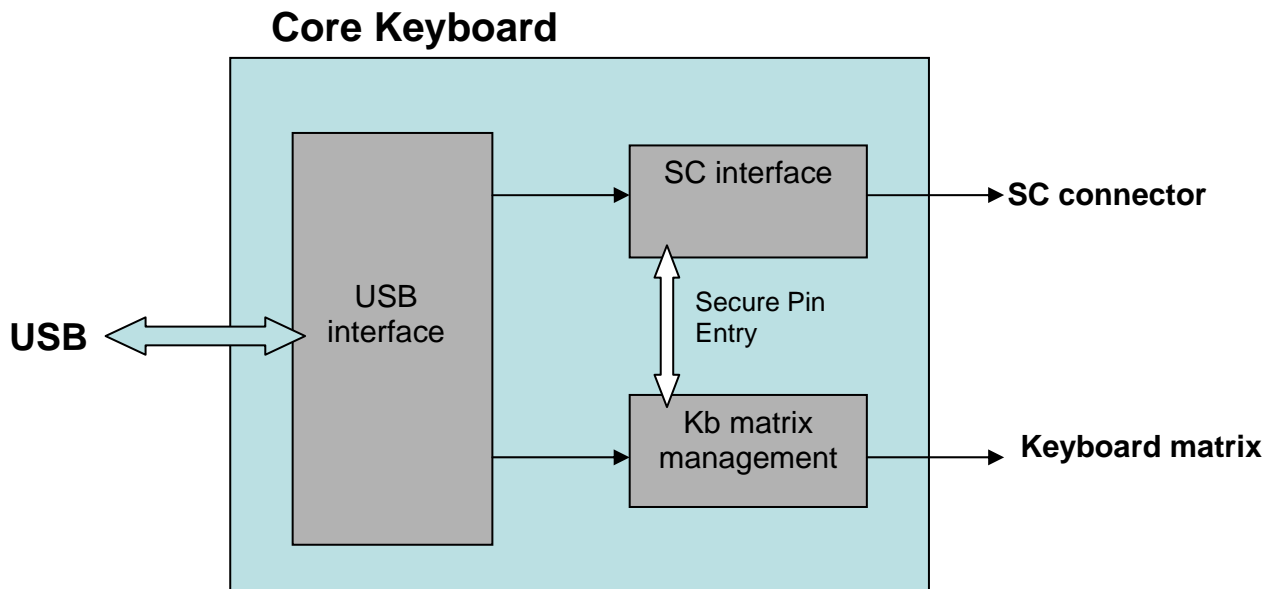 Core Keyboard
SC interface
SC connector
USB
interface
Secure Pin
Entry
USB
Kb matrix
management
Keyboard matrix